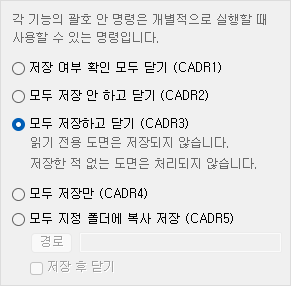 각 기능의 괄호 안 명령은 개별적으로 실행할 때
사용할 수 있는 명령입니다.
저장 여부 확인 모두 닫기 (CADR1)
모두 저장 안 하고 닫기 (CADR2)
모두 저장하고 닫기 (CADR3)
읽기 전용 도면은 저장되지 않습니다.
저장한 적 없는 도면은 처리되지 않습니다.
모두 저장만 (CADR4)
모두 지정 폴더에 복사 저장 (CADR5)
경로
저장 후 닫기